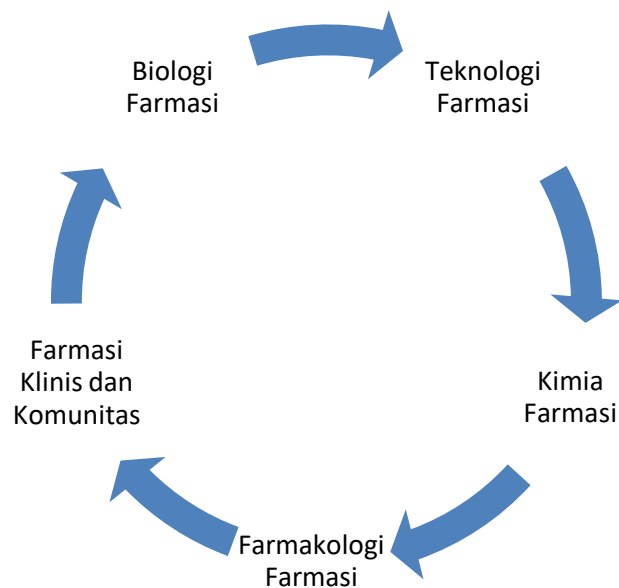 Biologi
Farmasi
Teknologi
Farmasi
Kimia
Farmasi
Farmakologi
Farmasi
Farmasi
Klinis dan
Komunitas